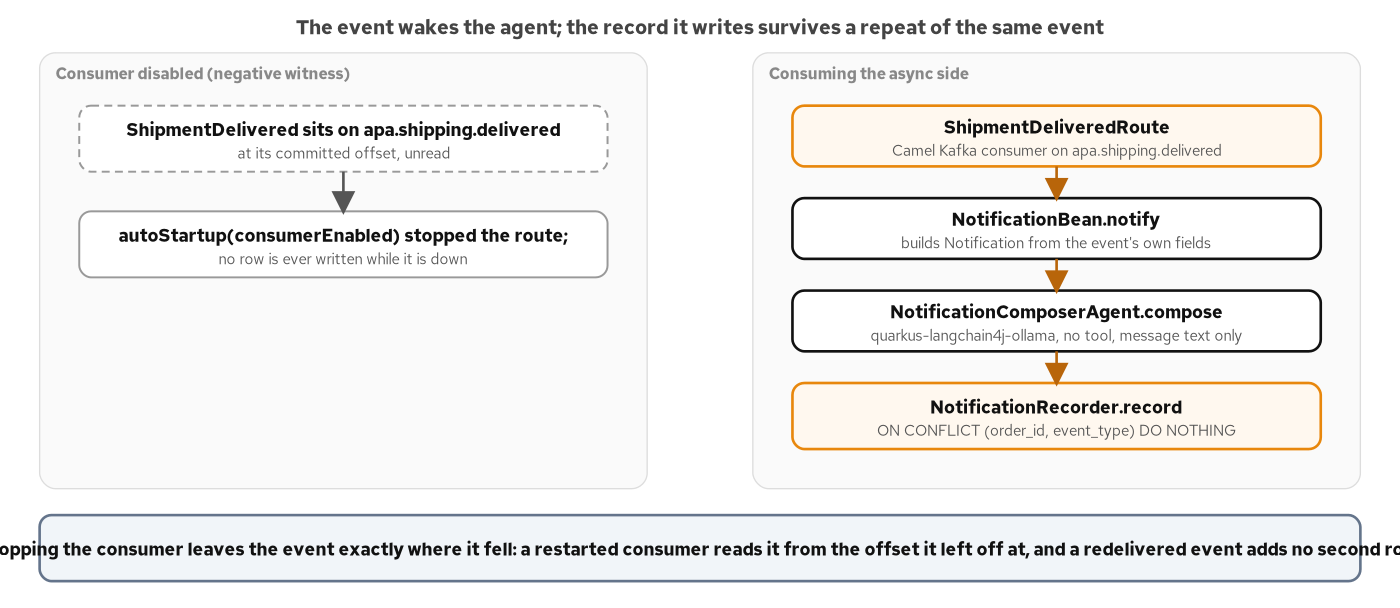 The event wakes the agent; the record it writes survives a repeat of the same event
Consumer disabled (negative witness)
ShipmentDelivered sits on apa.shipping.delivered
at its committed offset, unread
autoStartup(consumerEnabled) stopped the route;
no row is ever written while it is down
Consuming the async side
ShipmentDeliveredRoute
Camel Kafka consumer on apa.shipping.delivered
NotificationBean.notify
builds Notification from the event's own fields
NotificationComposerAgent.compose
quarkus-langchain4j-ollama, no tool, message text only
NotificationRecorder.record
ON CONFLICT (order_id, event_type) DO NOTHING
the consumer leaves the event exactly where it fell: a restarted consumer reads it from the offset it left off at, and a redelivered event adds no second